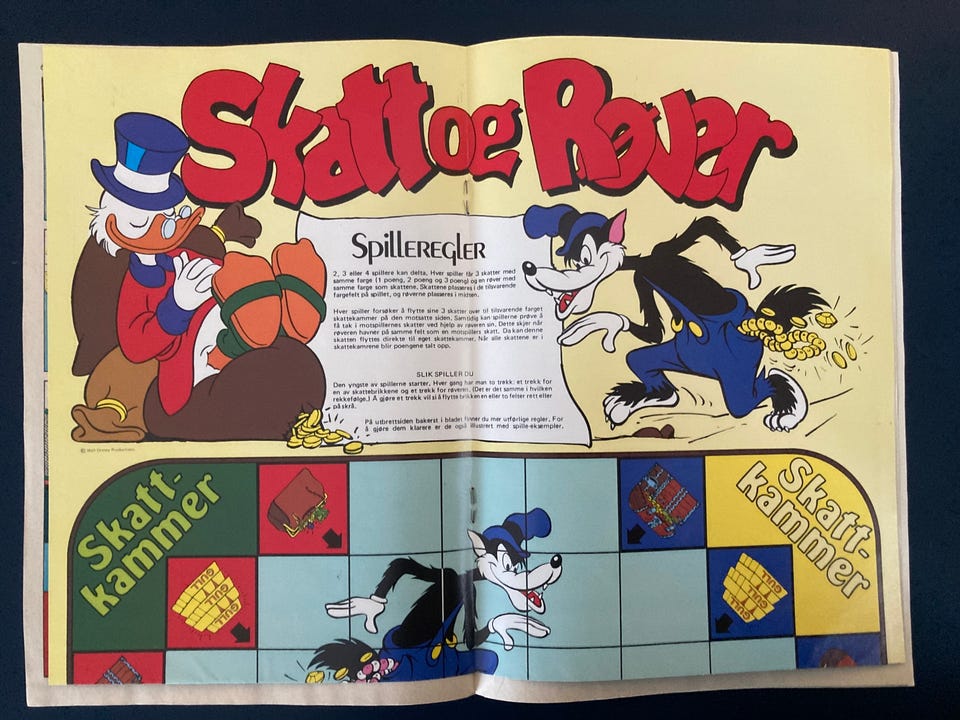 Skatt og Røver
SPILLEREGLER
2, 3 eller 4 spillere kan delta. Hver spiller får 3 skatter med
samme farge (1 poeng, 2 poeng og 3 poeng) og en røver med
samme farge som skattene. Skattene plasseres i de tilsvarende
fargefelt på spillet, og røverne plasseres i midten.
Hver spiller forsøker å flytte sine 3 skatter over til tilsvarende farget
skattekammer på den motsatte siden. Samtidig kan spillerne prøve å
få tak i motspillernes skatter ved hjelp av røveren sin. Dette skjer når
røveren havner på samme felt som en motspillers skatt. Da kan denne
skatten flyttes direkte til eget skattekammer. Når alle skattene er i
skattekamrene blir poengene talt opp.
SLIK SPILLER DU
Den yngste av spillerne starter. Hver gang har man to trekk: et trekk for
en av skattebrikkene og et trekk for røveren. (Det er det samme i hvilken
rekkefølge.) Å gjøre et trekk vil si å flytte brikken en eller to felter rett eller
på skrå.
På utbrettsiden bakerst i bladet finner du mer utførlige regler. For
å gjøre dem klarere er de også illustrert med spille-eksempler.
© Walt Disney Productions
Skatt-
kammer
Skatt-
kammer
GULL
GULL
GULL
GULL
GULL
GULL